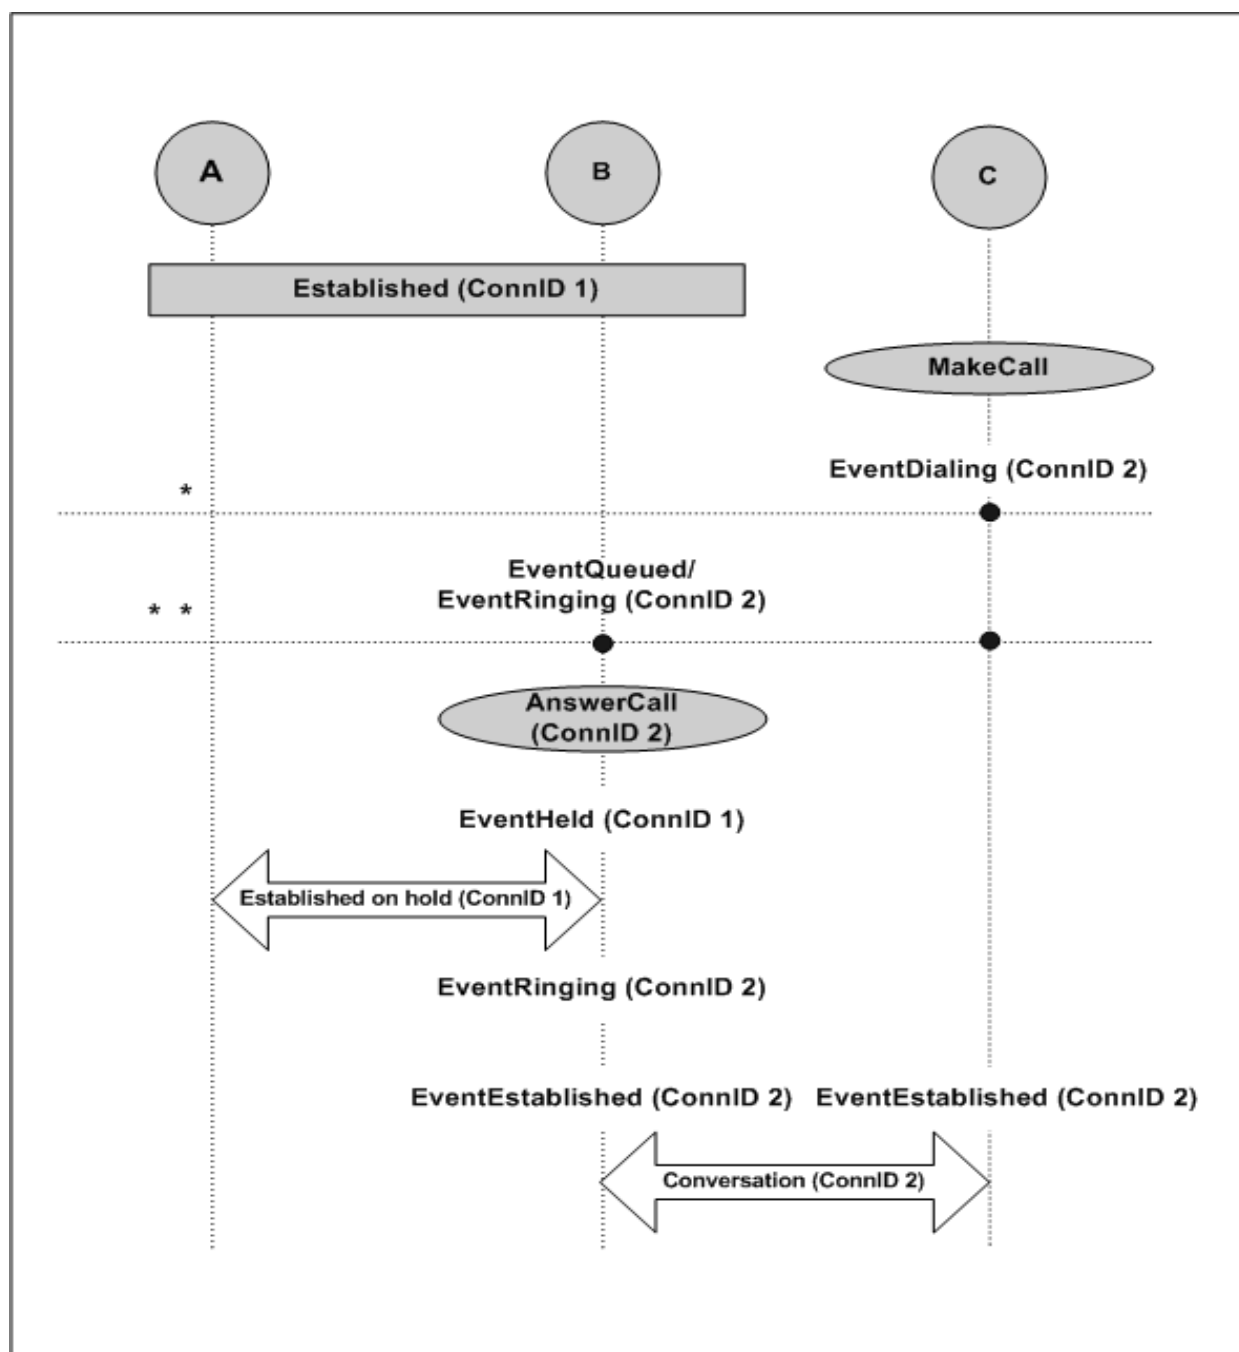 A
B
C
Established (ConnID 1)
MakeCall
EventDialing (ConnID 2)
*
EventQueued/
EventRinging (ConnID 2)
* *
AnswerCall
(ConnID 2)
EventHeld (ConnID 1)
Established on hold (ConnID 1)
EventRinging (ConnID 2)
EventEstablished (ConnID 2) EventEstablished (ConnID 2)
Conversation (ConnID 2)